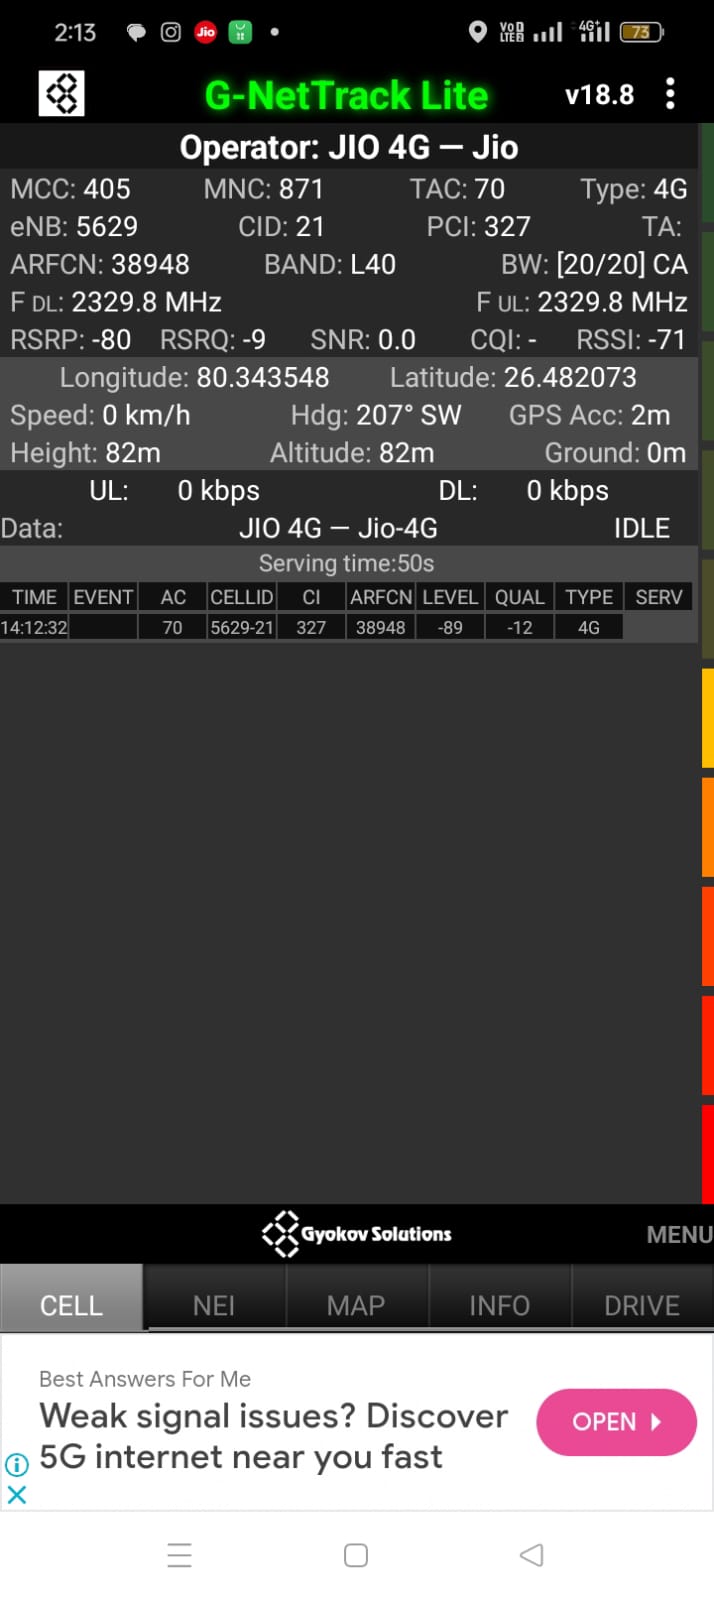 2:13 Jio VoD LTE2 4G+ 73
G-NetTrack Lite v18.8
Operator: JIO 4G — Jio
MCC: 405 MNC: 871 TAC: 70 Type: 4G
eNB: 5629 CID: 21 PCI: 327 TA:
ARFCN: 38948 BAND: L40 BW: [20/20] CA
F DL: 2329.8 MHz F UL: 2329.8 MHz
RSRP: -80 RSRQ: -9 SNR: 0.0 CQI: - RSSI: -71
Longitude: 80.343548 Latitude: 26.482073
Speed: 0 km/h Hdg: 207° SW GPS Acc: 2m
Height: 82m Altitude: 82m Ground: 0m
UL: 0 kbps DL: 0 kbps
Data: JIO 4G — Jio-4G IDLE
Serving time:50s
TIME EVENT AC CELLID CI ARFCN LEVEL QUAL TYPE SERV
14:12:32 70 5629-21 327 38948 -89 -12 4G
Gyokov Solutions MENU
CELL NEI MAP INFO DRIVE
Best Answers For Me
Weak signal issues? Discover
5G internet near you fast
OPEN